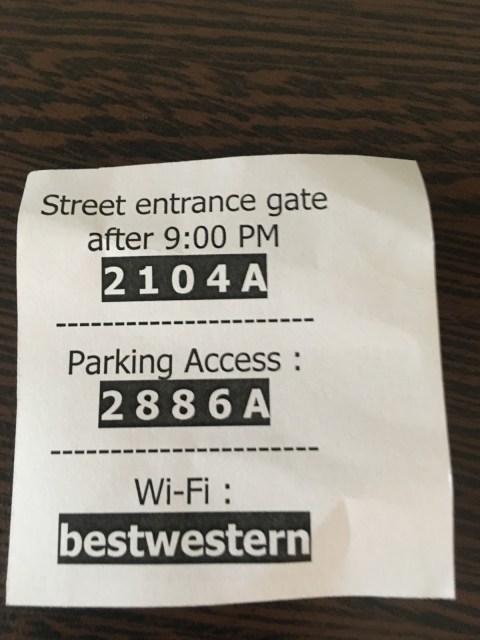 Street entrance gate
after 9:00 PM
2104A
----------------------
Parking Access :
2886A
-----------------------
Wi-Fi :
bestwestern